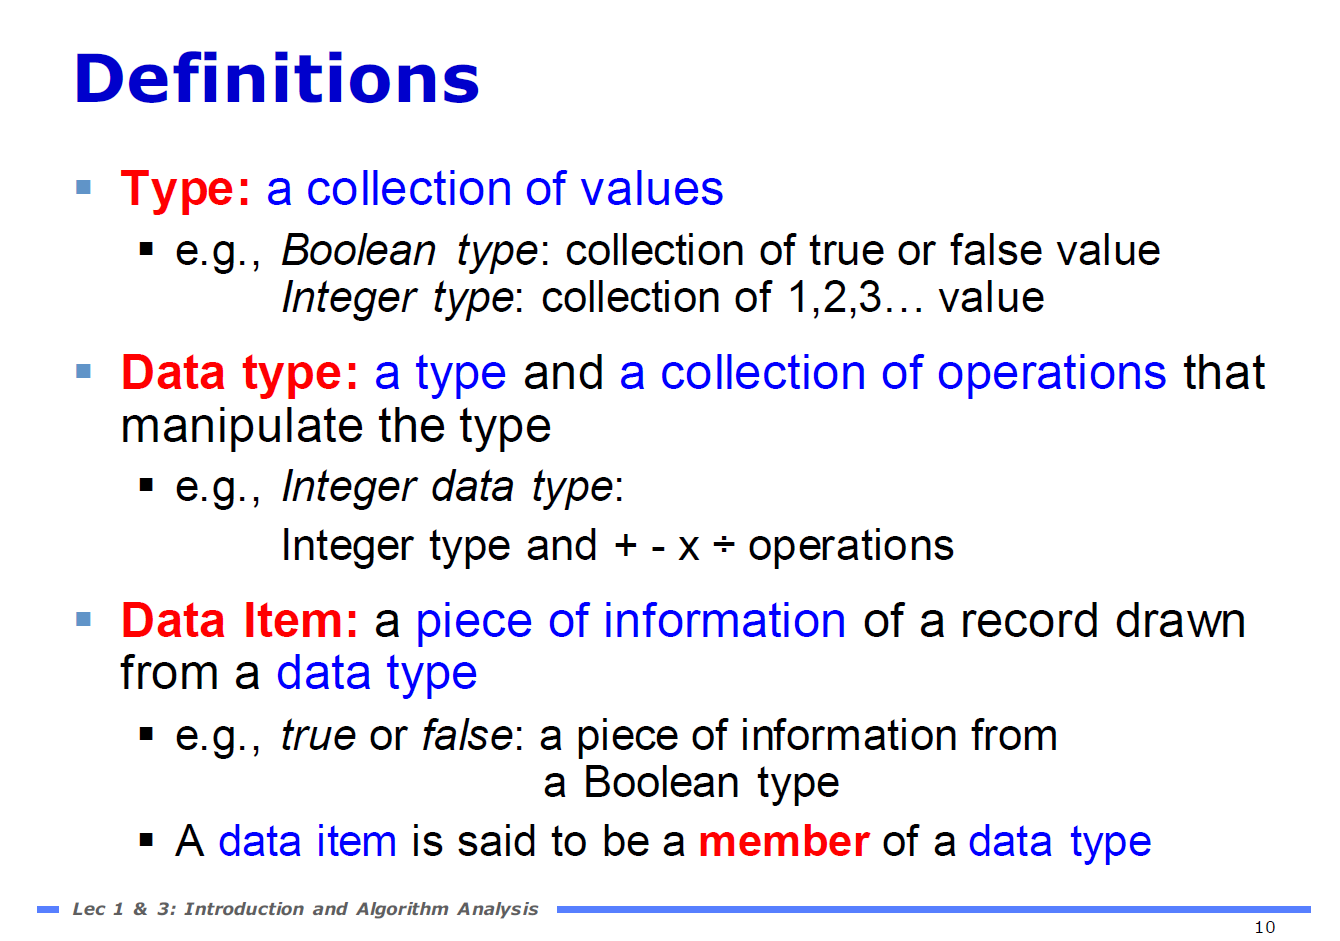 Definitions
Type: a collection of values
e.g., Boolean type: collection of true or false value
Integer type: collection of 1,2,3… value
Data type: a type and a collection of operations that
manipulate the type
e.g., Integer data type:
Integer type and + - x ÷ operations
Data Item: a piece of information of a record drawn
from a data type
e.g., true or false: a piece of information from
a Boolean type
A data item is said to be a member of a data type
Lec 1 & 3: Introduction and Algorithm Analysis
10